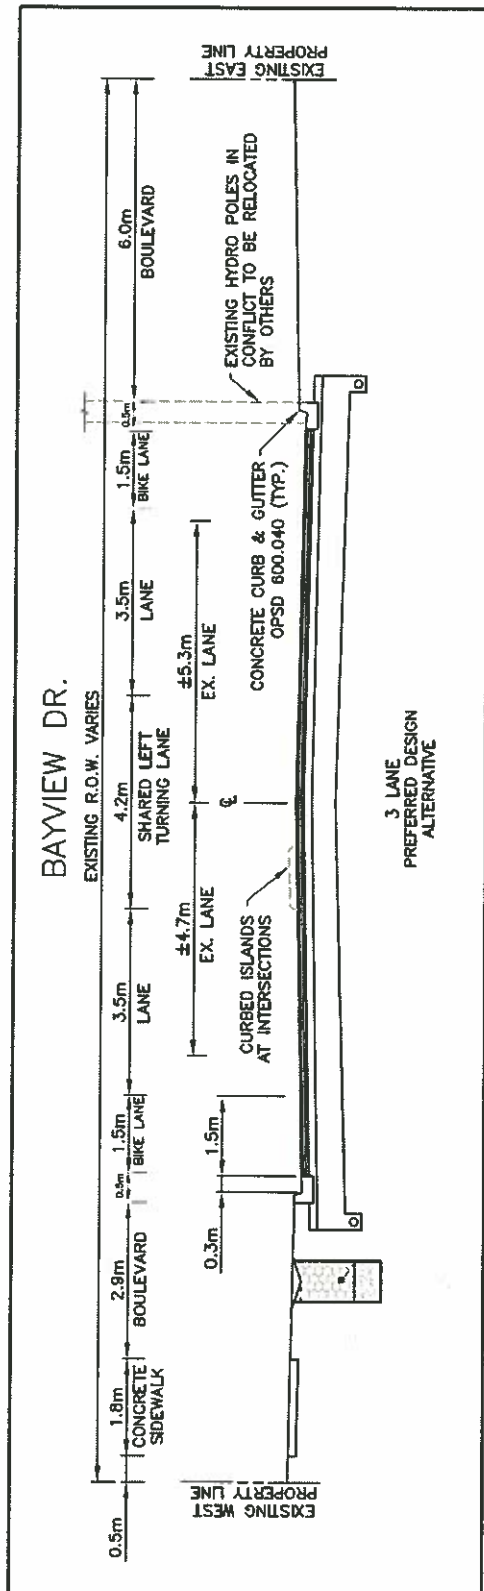 BAYVIEW DR.
EXISTING R.O.W. VARIES
0.5m
1.8m
CONCRETE
SIDEWALK
2.9m
BOULEVARD
0.5m
1.5m
BIKE LANE
3.5m
LANE
4.2m
SHARED LEFT
TURNING LANE
3.5m
LANE
1.5m
BIKE LANE
0.5m
6.0m
BOULEVARD
0.3m
1.5m
±4.7m
EX. LANE
±5.3m
EX. LANE
EXISTING WEST
PROPERTY LINE
CURBED ISLANDS
AT INTERSECTIONS
CL
CONCRETE CURB & GUTTER
OPSD 600.040 (TYP.)
EXISTING HYDRO POLES IN
CONFLICT TO BE RELOCATED
BY OTHERS
EXISTING EAST
PROPERTY LINE
3 LANE
PREFERRED DESIGN
ALTERNATIVE